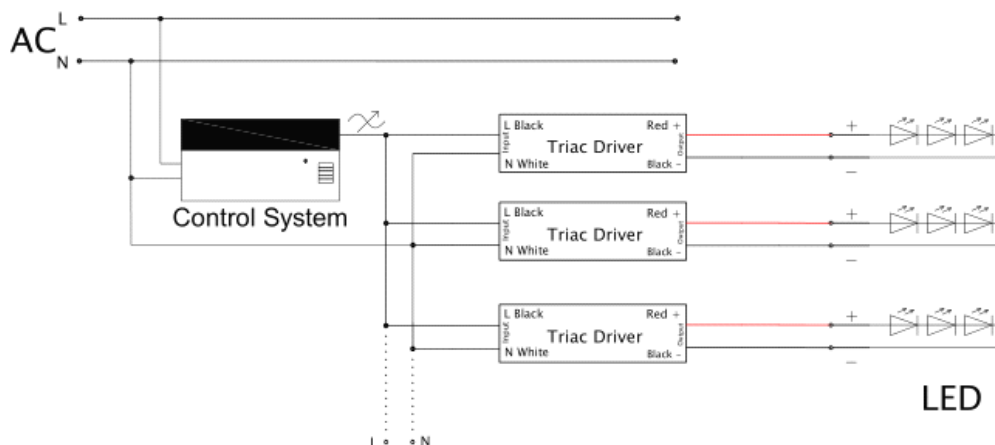 AC
L
N
Control System
L Black
Red +
Input
Triac Driver
Output
N White
Black -
L Black
Red +
Input
Triac Driver
Output
N White
Black -
L Black
Red +
Input
Triac Driver
Output
N White
Black -
+
−
+
−
+
−
LED
L
N